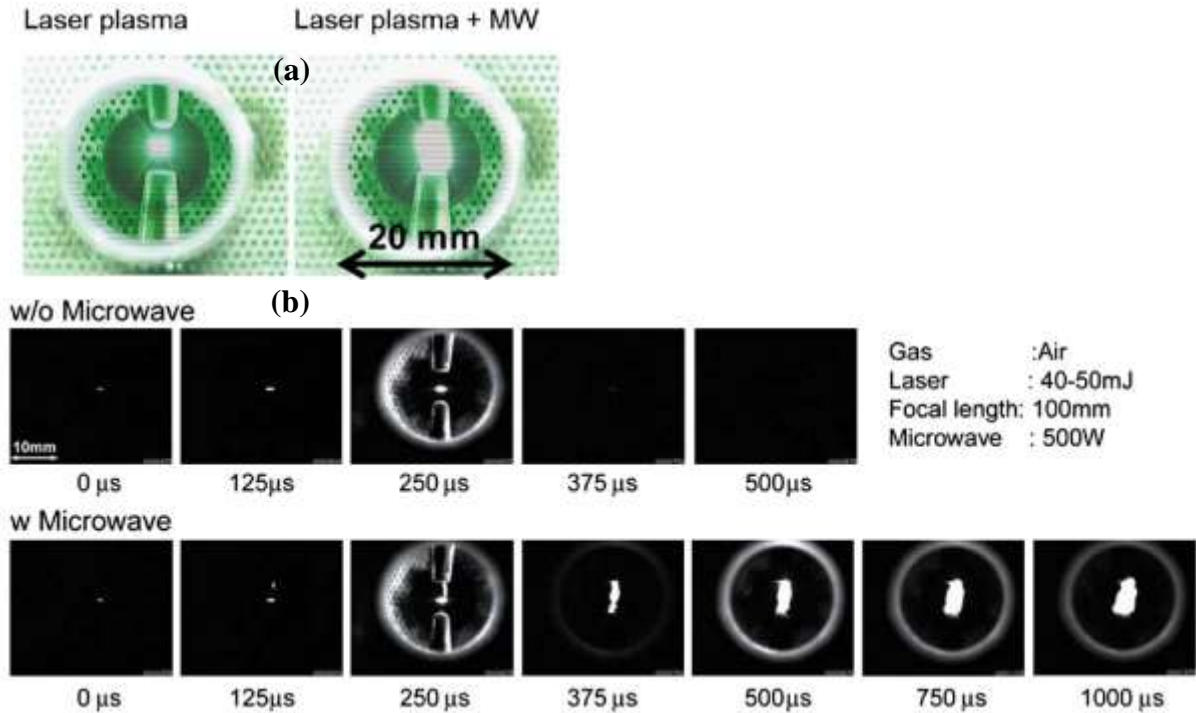 Laser plasma Laser plasma + MW
(a)
20 mm
(b)
w/o Microwave
Gas :Air
Laser : 40-50mJ
Focal length: 100mm
Microwave : 500W
10mm
0 μs 125μs 250 μs 375 μs 500μs
w Microwave
0 μs 125μs 250 μs 375 μs 500μs 750 μs 1000 μs